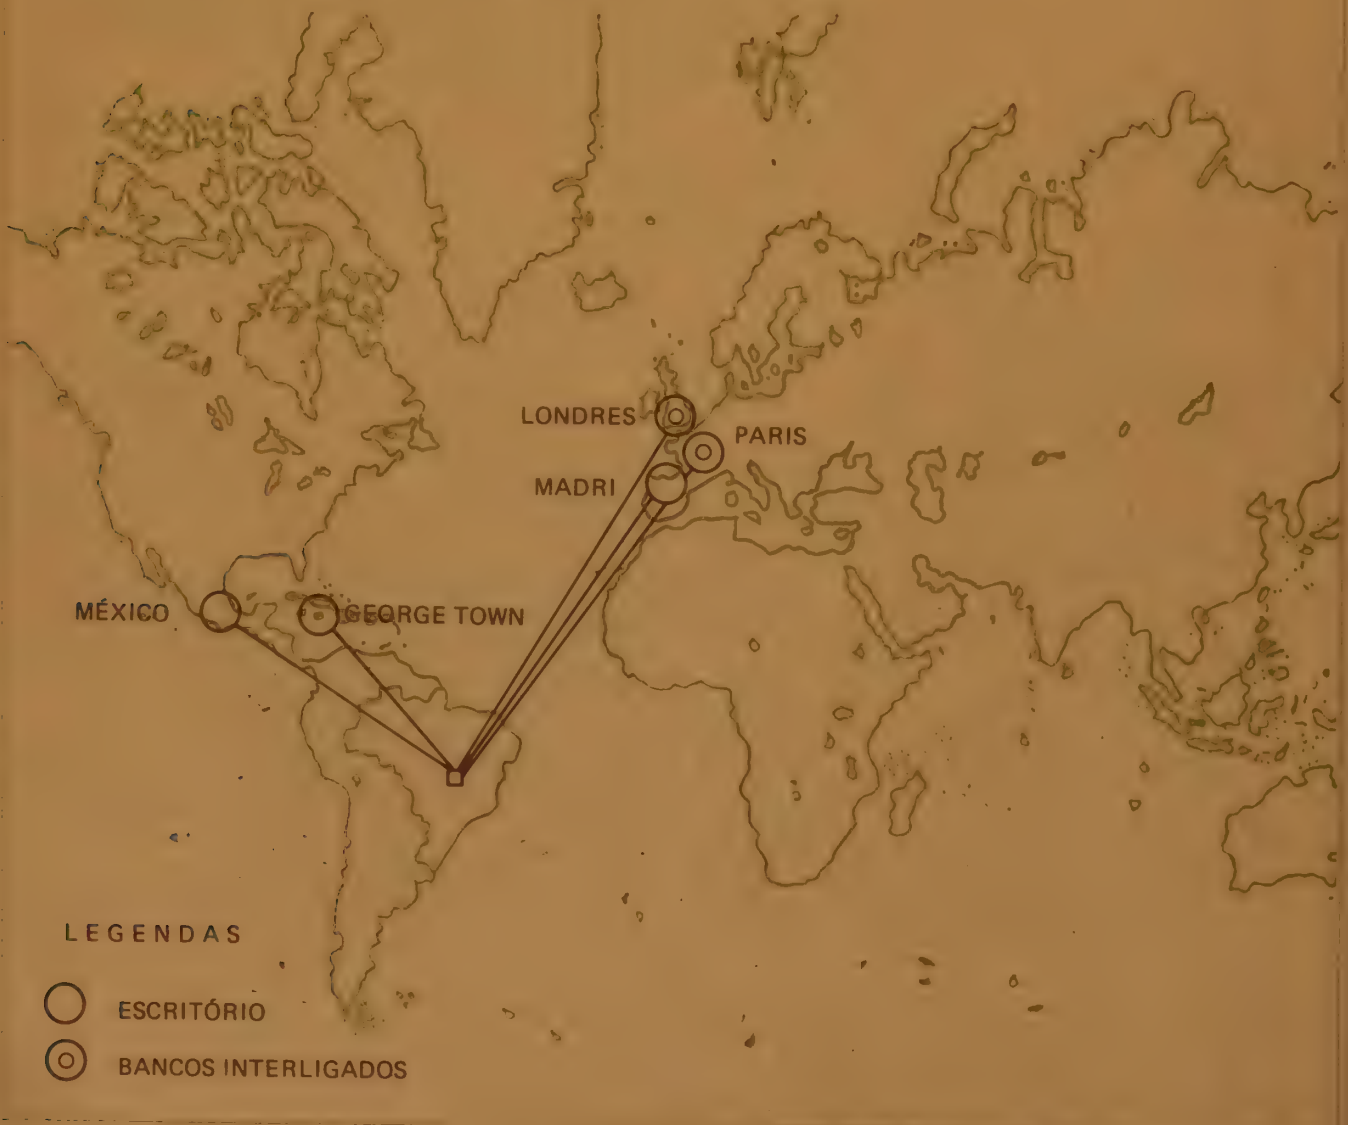 LONDRES
PARIS
MADRI
MÉXICO
GEORGE TOWN
LEGENDAS
ESCRITÓRIO
BANCOS INTERLIGADOS